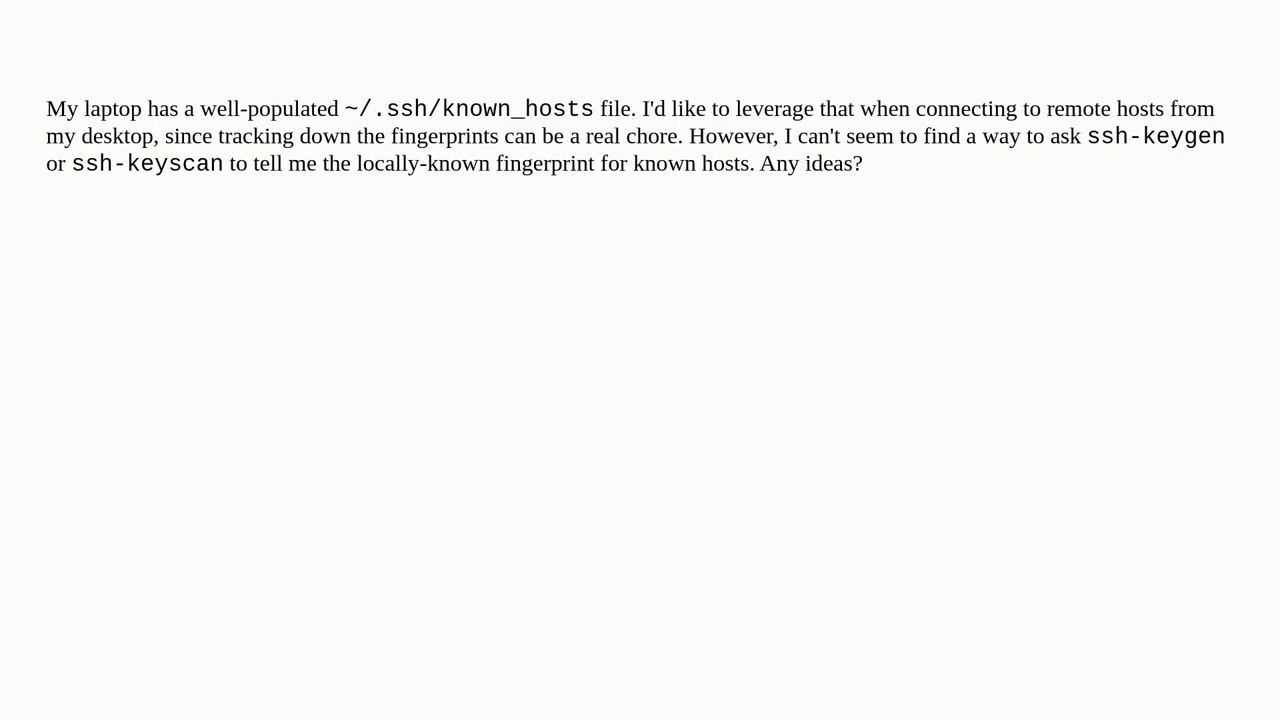 My laptop has a well-populated ~/.ssh/known_hosts file. I'd like to leverage that when connecting to remote hosts from
my desktop, since tracking down the fingerprints can be a real chore. However, I can't seem to find a way to ask ssh-keygen
or ssh-keyscan to tell me the locally-known fingerprint for known hosts. Any ideas?